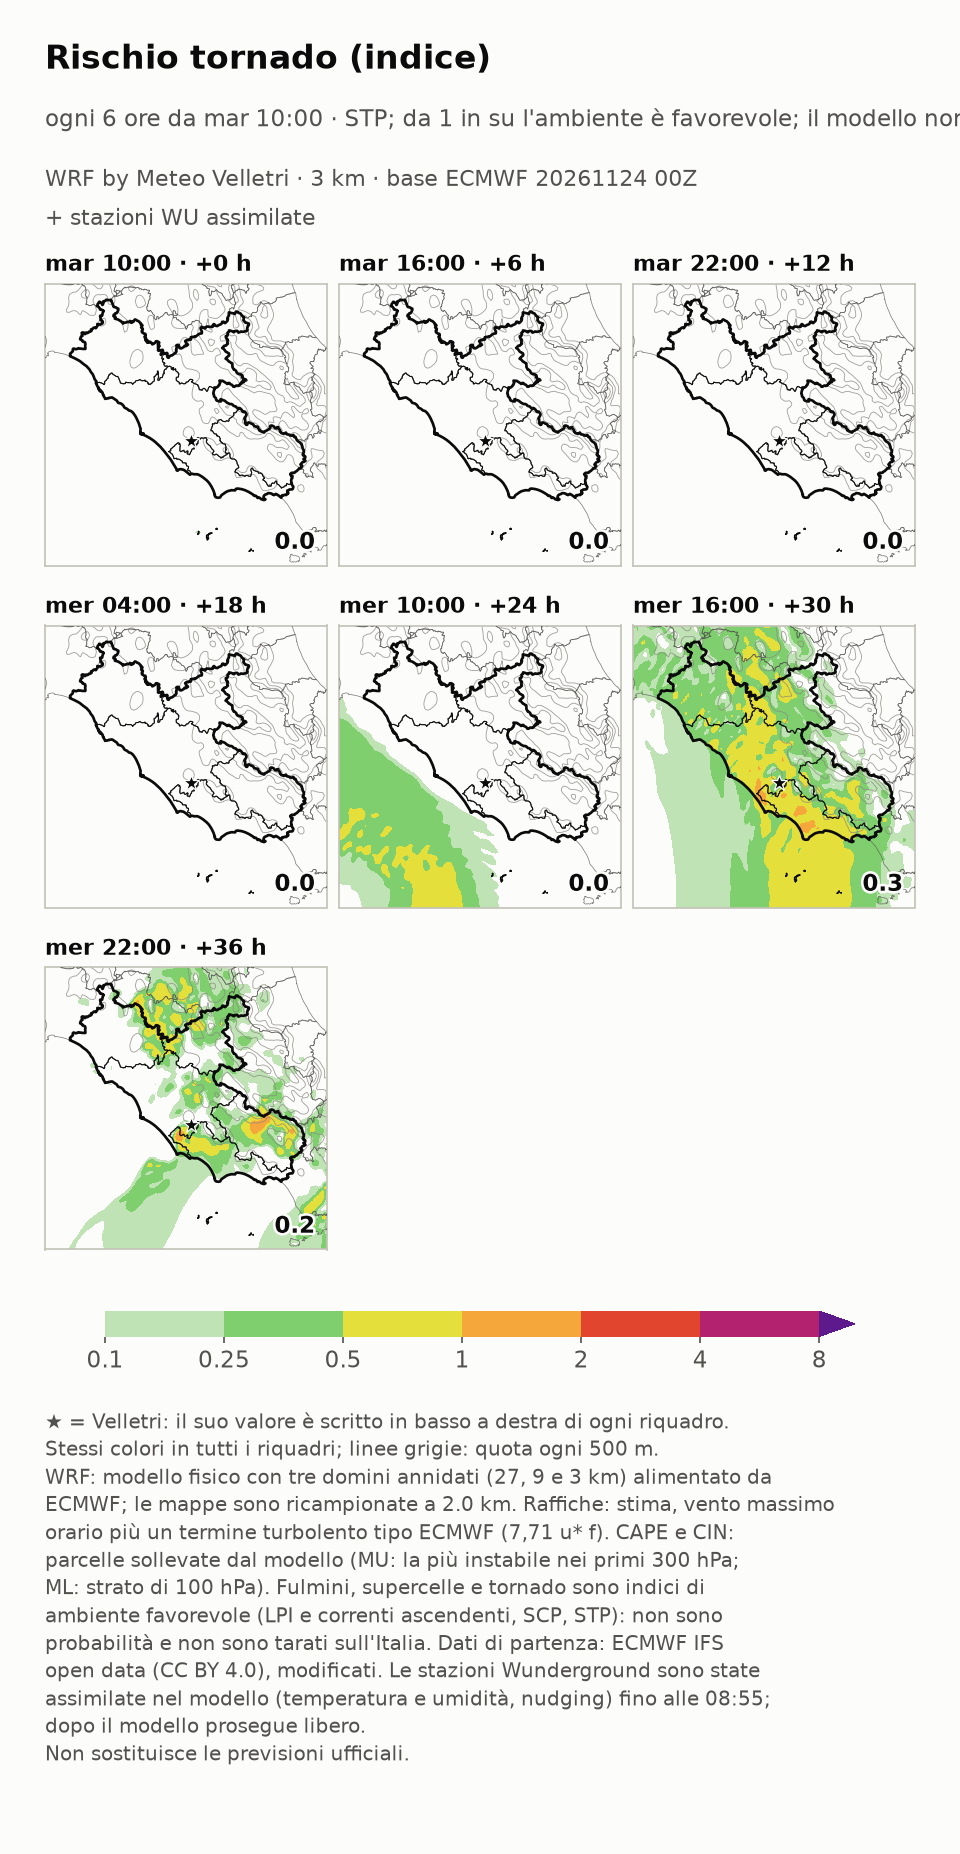 Rischio tornado (indice)
ogni 6 ore da mar 10:00 · STP; da 1 in su l'ambiente è favorevole; il modello non
WRF by Meteo Velletri · 3 km · base ECMWF 20261124 00Z
+ stazioni WU assimilate
mar 10:00 · +0 h
mar 16:00 · +6 h
mar 22:00 · +12 h
0.0
0.0
0.0
mer 04:00 · +18 h
mer 10:00 · +24 h
mer 16:00 · +30 h
0.0
0.0
0.3
mer 22:00 · +36 h
0.2
0.1 0.25 0.5 1 2 4 8
★ = Velletri: il suo valore è scritto in basso a destra di ogni riquadro.
Stessi colori in tutti i riquadri; linee grigie: quota ogni 500 m.
WRF: modello fisico con tre domini annidati (27, 9 e 3 km) alimentato da
ECMWF; le mappe sono ricampionate a 2.0 km. Raffiche: stima, vento massimo
orario più un termine turbolento tipo ECMWF (7,71 u* f). CAPE e CIN:
parcelle sollevate dal modello (MU: la più instabile nei primi 300 hPa;
ML: strato di 100 hPa). Fulmini, supercelle e tornado sono indici di
ambiente favorevole (LPI e correnti ascendenti, SCP, STP): non sono
probabilità e non sono tarati sull'Italia. Dati di partenza: ECMWF IFS
open data (CC BY 4.0), modificati. Le stazioni Wunderground sono state
assimilate nel modello (temperatura e umidità, nudging) fino alle 08:55;
dopo il modello prosegue libero.
Non sostituisce le previsioni ufficiali.